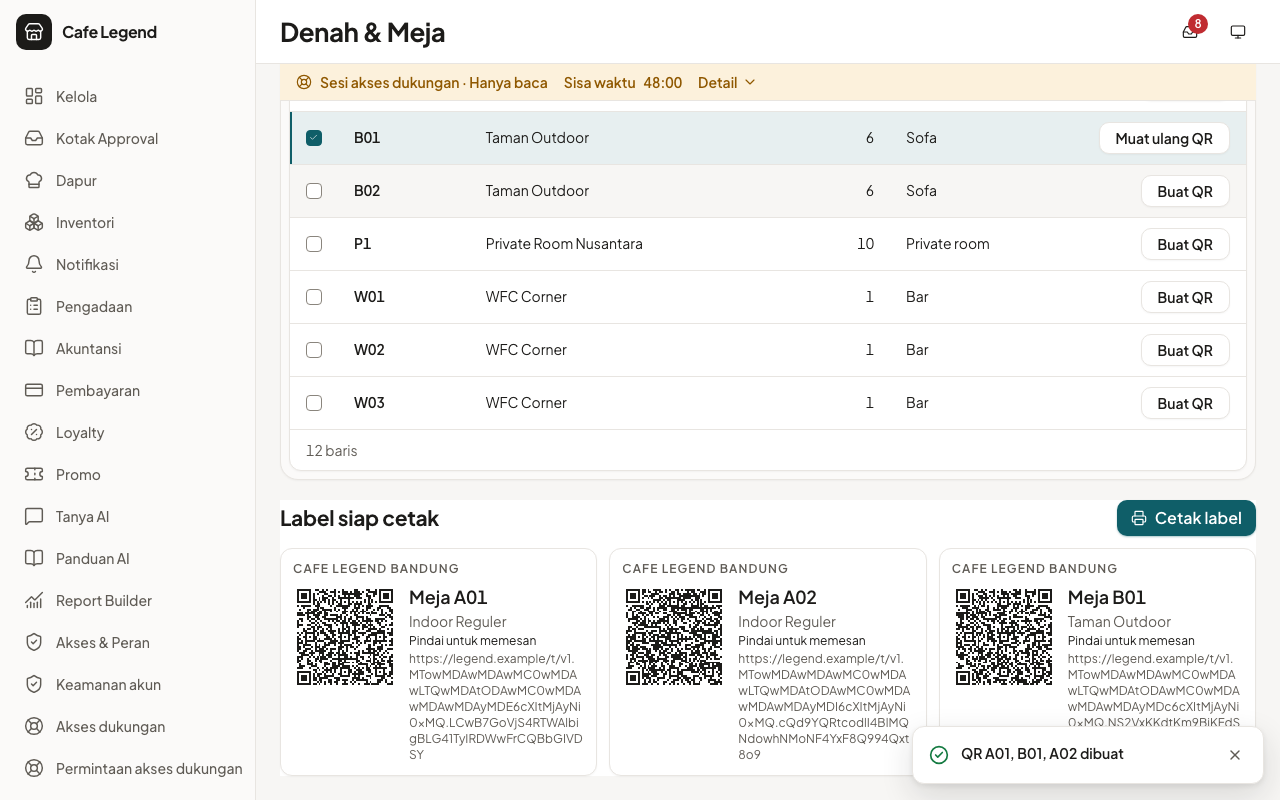 Cafe Legend
Denah & Meja
8
Kelola
Kotak Approval
Dapur
Inventori
Notifikasi
Pengadaan
Akuntansi
Pembayaran
Loyalty
Promo
Tanya AI
Panduan AI
Report Builder
Akses & Peran
Keamanan akun
Akses dukungan
Permintaan akses dukungan
Sesi akses dukungan · Hanya baca Sisa waktu 48:00 Detail
B01 Taman Outdoor 6 Sofa Muat ulang QR
B02 Taman Outdoor 6 Sofa Buat QR
P1 Private Room Nusantara 10 Private room Buat QR
W01 WFC Corner 1 Bar Buat QR
W02 WFC Corner 1 Bar Buat QR
W03 WFC Corner 1 Bar Buat QR
12 baris
Label siap cetak
Cetak label
CAFE LEGEND BANDUNG
Meja A01
Indoor Reguler
Pindai untuk memesan
https://legend.example/t/v1.
MTowMDAwMDAwMC0wMDA
wLTQwMDAtODAwMC0wMDA
wMDAwMDAyMDE6cXItMjAyNi
0xMQ.LCwB7GoVjS4RTWAlbi
gBLG41TylRDWwFrCQBbGlVD
SY
CAFE LEGEND BANDUNG
Meja A02
Indoor Reguler
Pindai untuk memesan
https://legend.example/t/v1.
MTowMDAwMDAwMC0wMDA
wLTQwMDAtODAwMC0wMDA
wMDAwMDAyMDI6cXItMjAyNi
0xMQ.cQd9YQRtcodlI4BlMQ
NdowhNMoNF4YxF8Q994Qxt
8o9
CAFE LEGEND BANDUNG
Meja B01
Taman Outdoor
Pindai untuk memesan
https://legend.example/t/v1.
MTowMDAwMDAwMC0wMDA
wLTQwMDAtODAwMC0wMDA
wMDAwMDAyMDc6cXItMjAyNi
0xMQ.NS2VxKKdtKm9BiKFdS
QR A01, B01, A02 dibuat